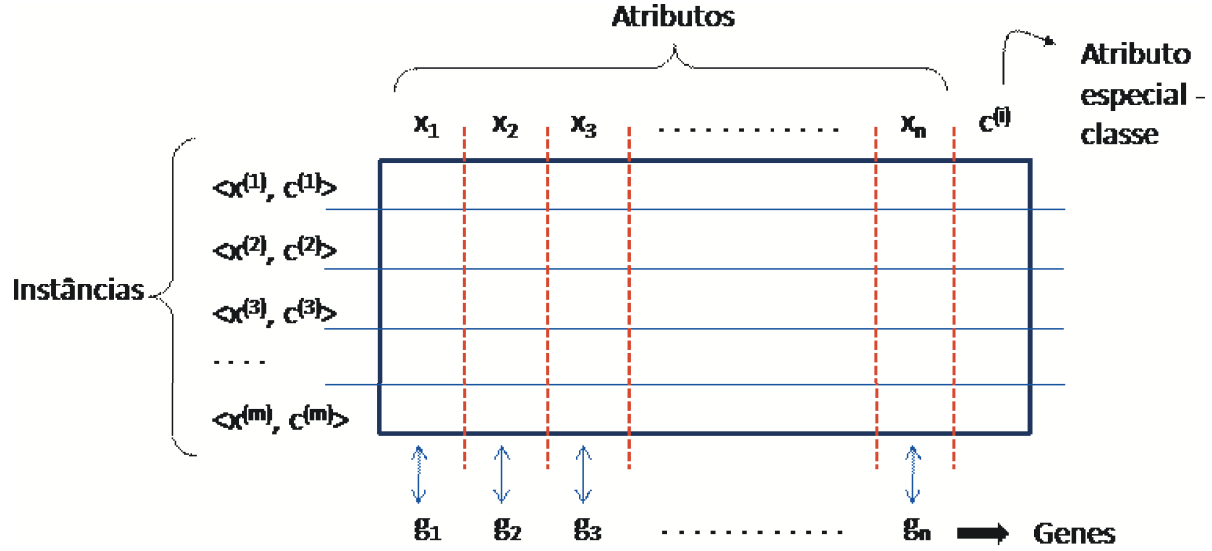 Atributos
Atributo
especial –
classe
x₁ x₂ x₃ .............. xₙ c⁽ⁱ⁾
<x⁽¹⁾, c⁽¹⁾>
<x⁽²⁾, c⁽²⁾>
Instâncias
<x⁽³⁾, c⁽³⁾>
....
<x⁽ᵐ⁾, c⁽ᵐ⁾>
g₁ g₂ g₃ .............. gₙ Genes